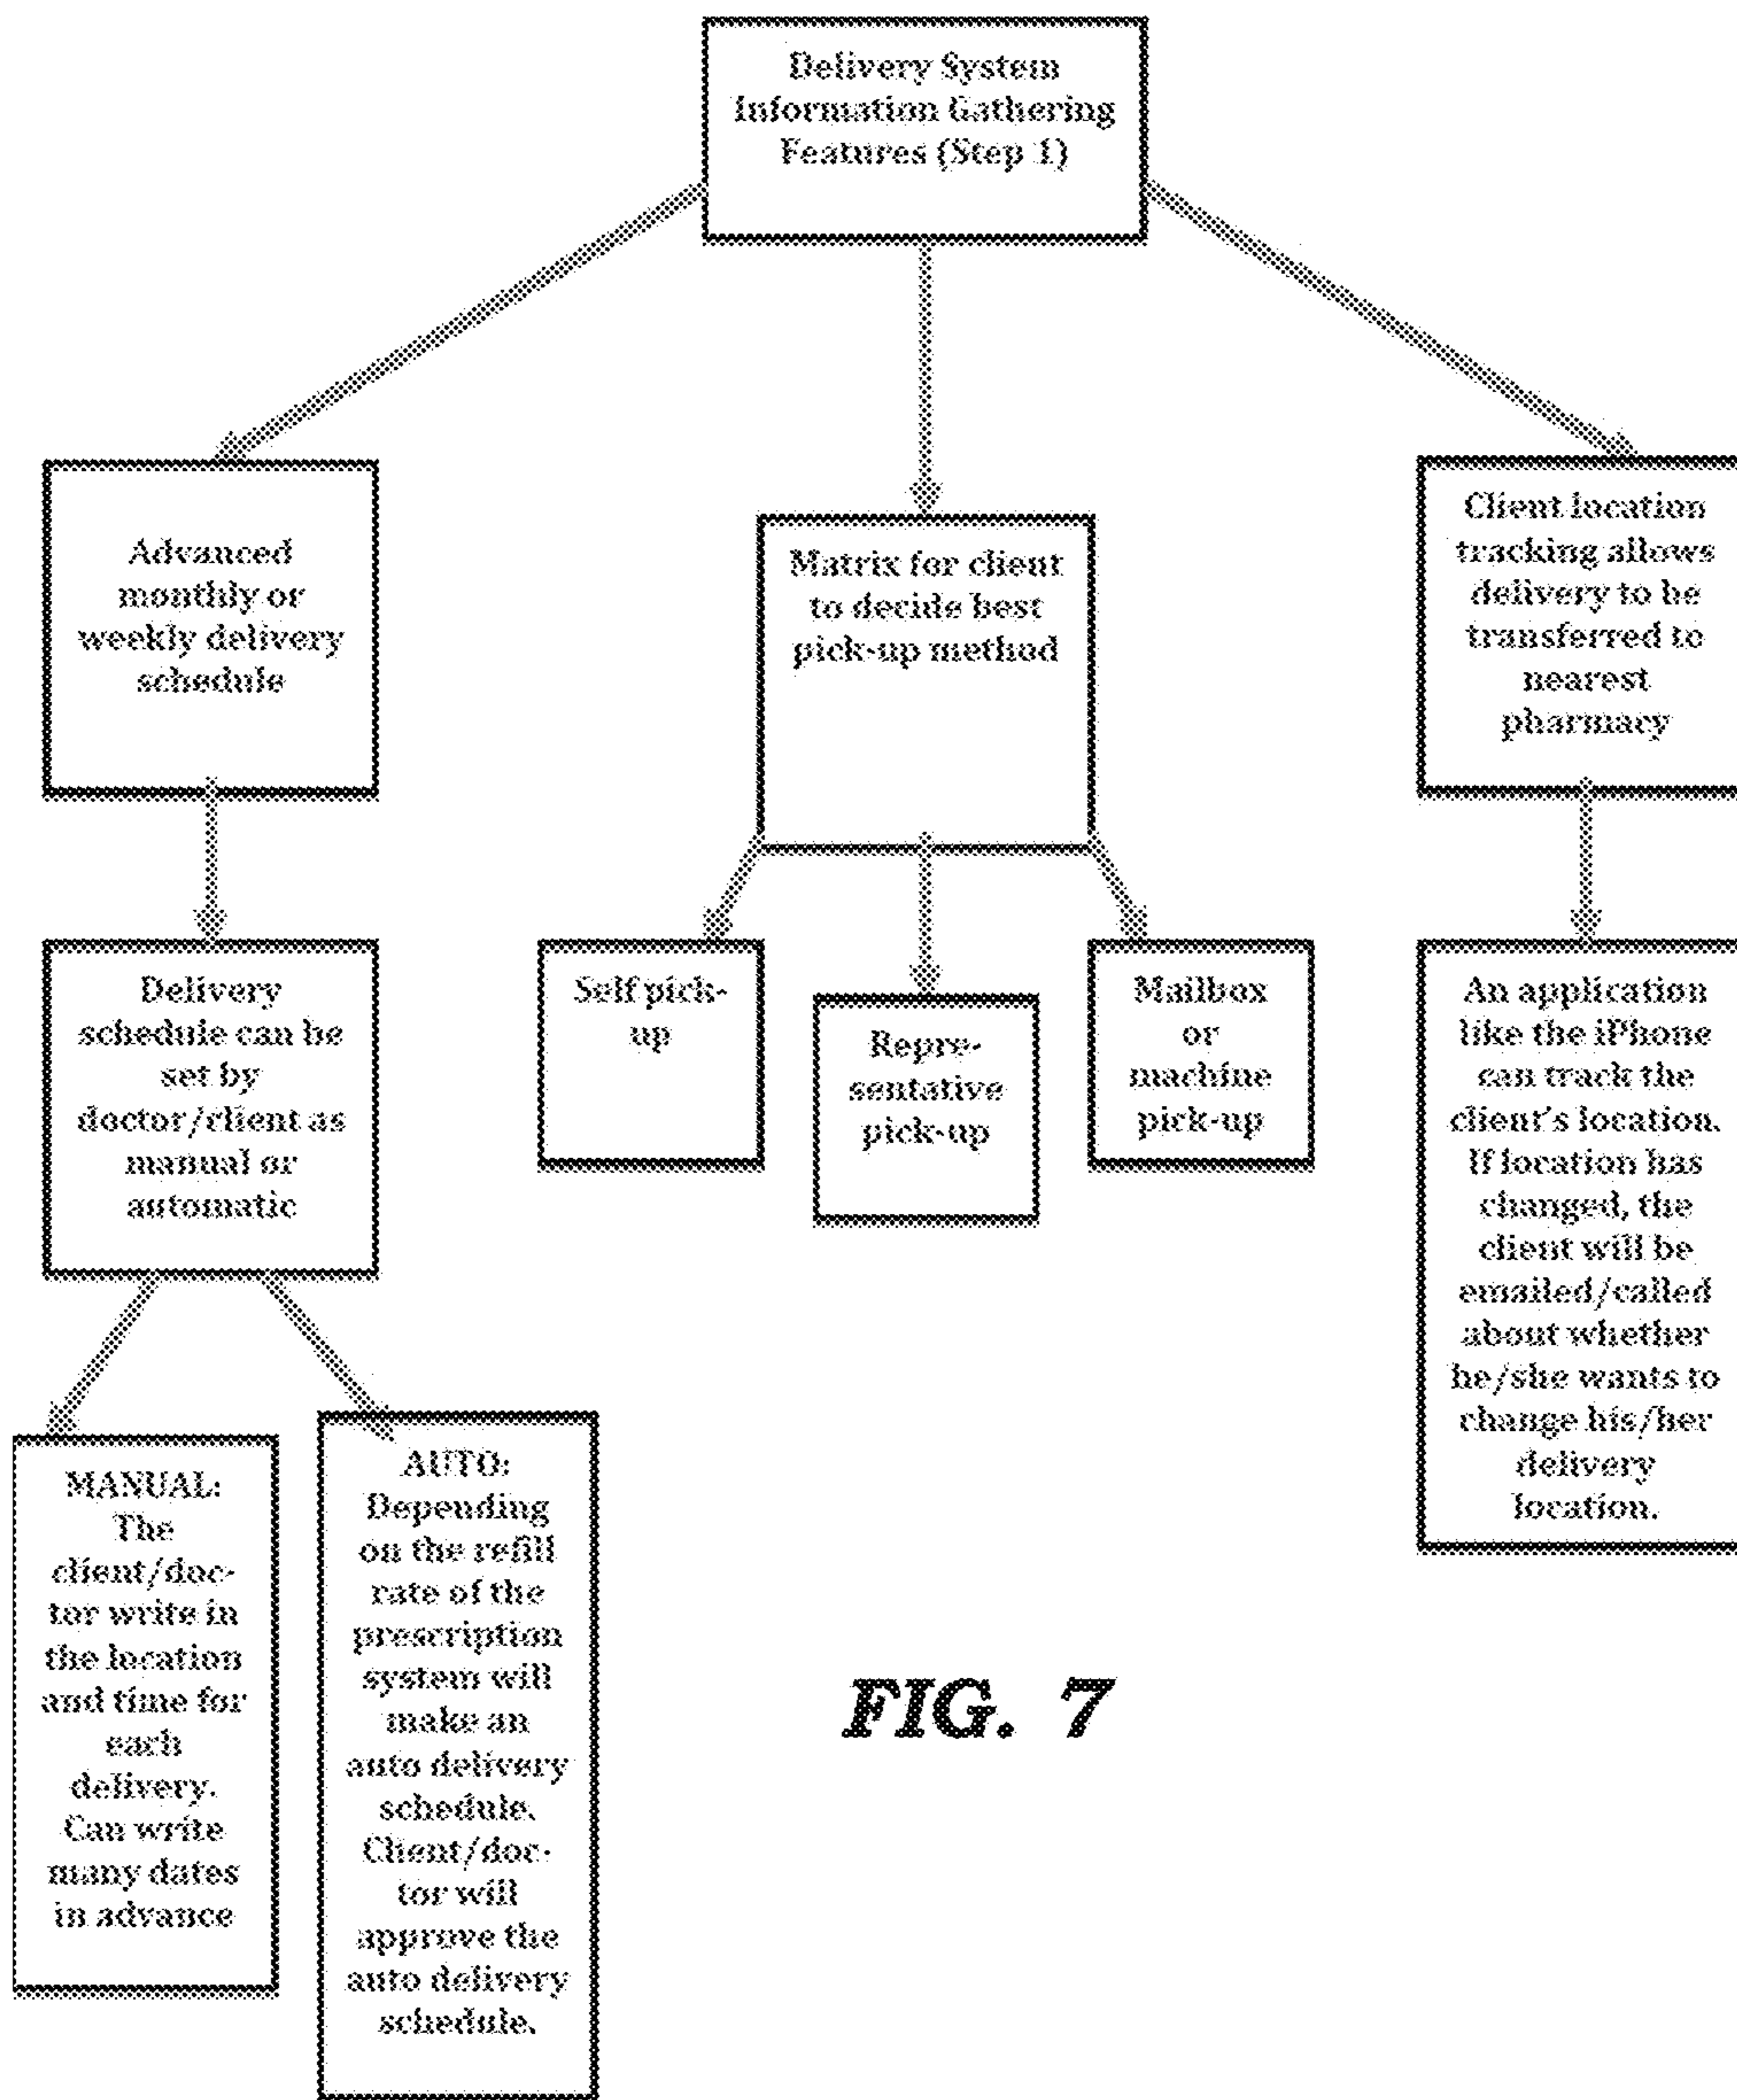 Delivery System
Information Gathering
Features (Step 1)
Advanced
monthly or
weekly delivery
schedule
Matrix for client
to decide best
pick-up method
Client location
tracking allows
delivery to be
transferred to
nearest
pharmacy
Delivery
schedule can be
set by
doctor/client as
manual or
automatic
Self pick-
up
Repre-
sentative
pick-up
Mailbox
or
machine
pick-up
An application
like the iPhone
can track the
client's location.
If location has
changed, the
client will be
emailed/called
about whether
he/she wants to
change his/her
delivery
location.
MANUAL:
The
client/doc-
tor write in
the location
and time for
each
delivery.
Can write
many dates
in advance
AUTO:
Depending
on the refill
rate of the
prescription
system will
make an
auto delivery
schedule.
Client/doc-
tor will
approve the
auto delivery
schedule.
FIG. 7